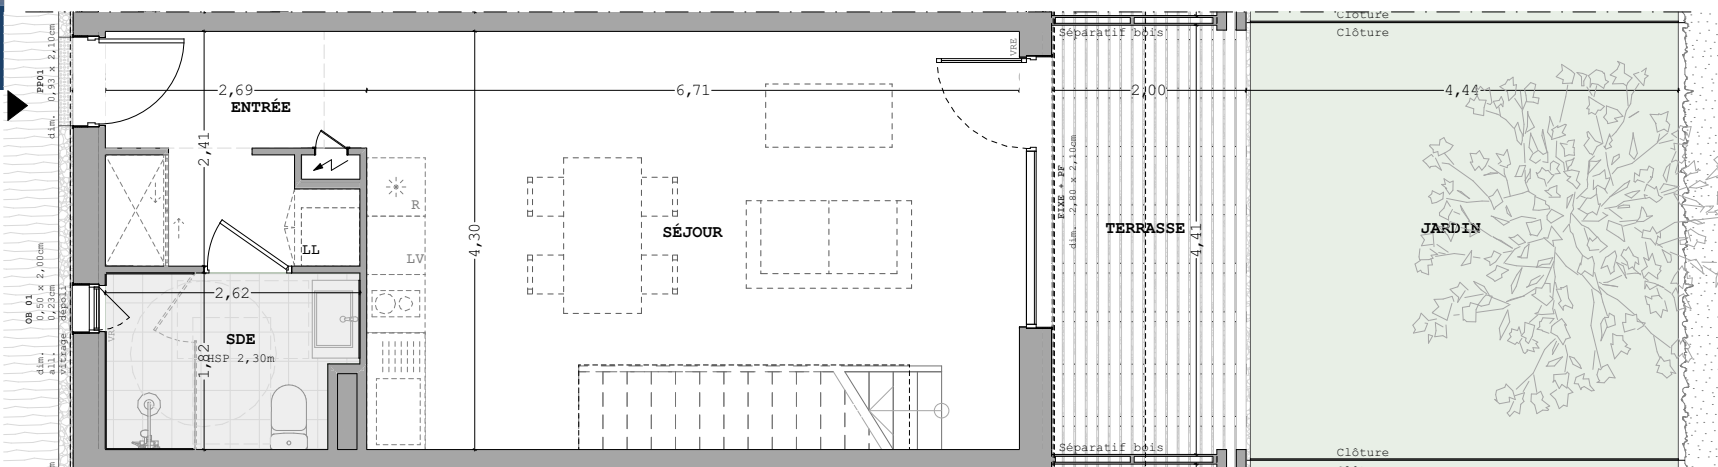 Clôture
Clôture
Séparatif bois
VRE
PP01
dim. 0,93 x 2,10cm
2,69
ENTRÉE
6,71
2,00
4,44
2,41
FIXE + PF
dim. 2,80 x 2,10cm
R
SÉJOUR
TERRASSE
4,41
JARDIN
4,30
LL
LV
OB 01
dim. 0,50 x 2,00cm
all. 0,23cm
vitrage dépoli
2,62
SDE
HSP 2,30m
1,82
Séparatif bois
Clôture